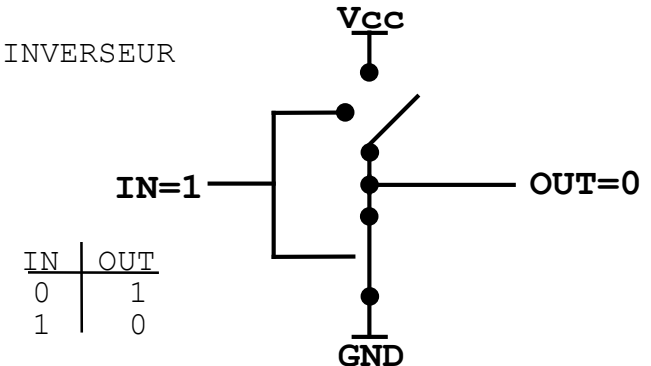 Vcc
INVERSEUR
IN=1
OUT=0
IN OUT
0 1
1 0
GND